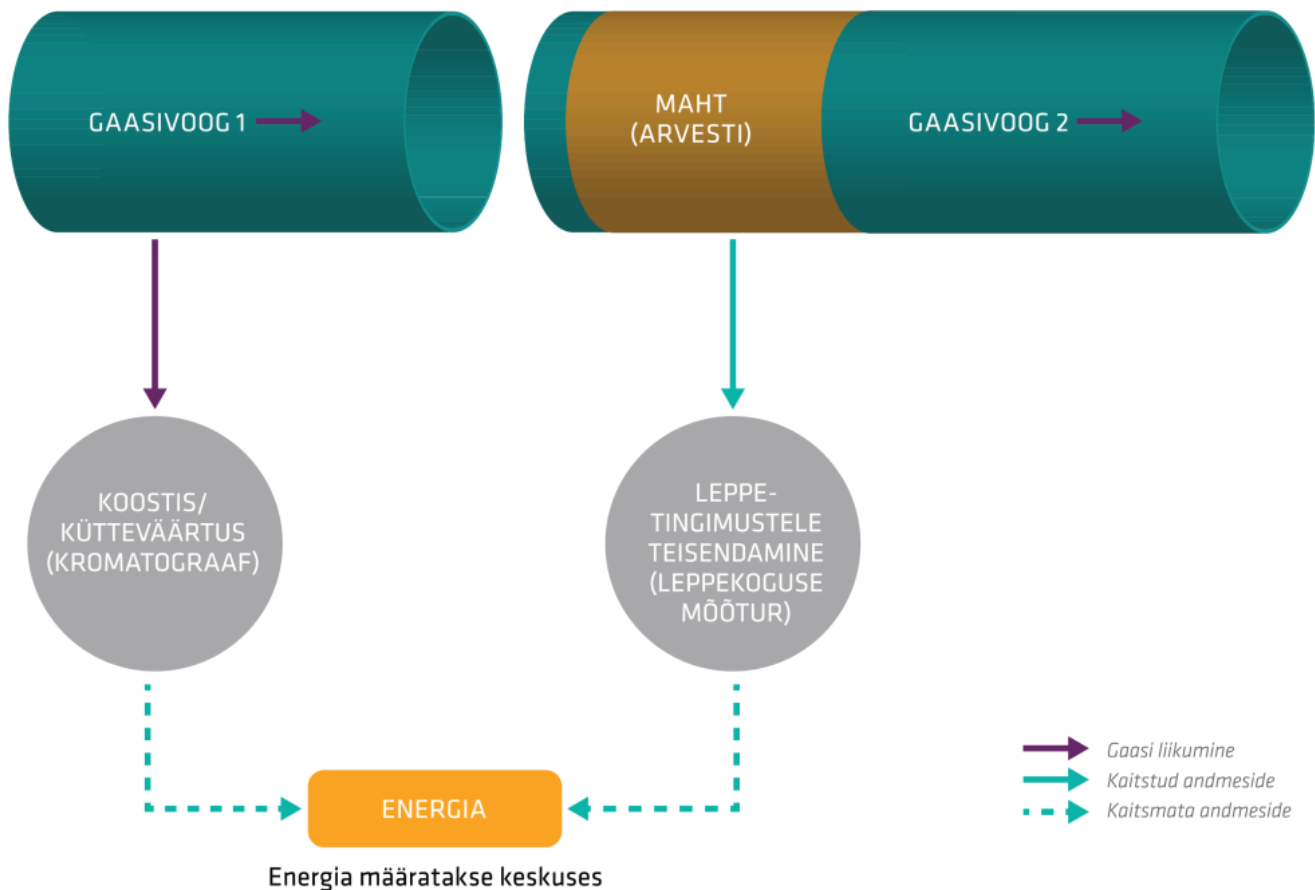 GAASIVOOG 1
MAHT
(ARVESTI)
GAASIVOOG 2
KOOSTIS/
KÜTTEVÄÄRTUS
(KROMATOGRAAF)
LEPPE-
TINGIMUSTELE
TEISENDAMINE
(LEPPEKOGUSE
MÕÕTUR)
ENERGIA
Energia määratakse keskuses
Gaasi liikumine
Kaitstud andmeside
Kaitsmata andmeside